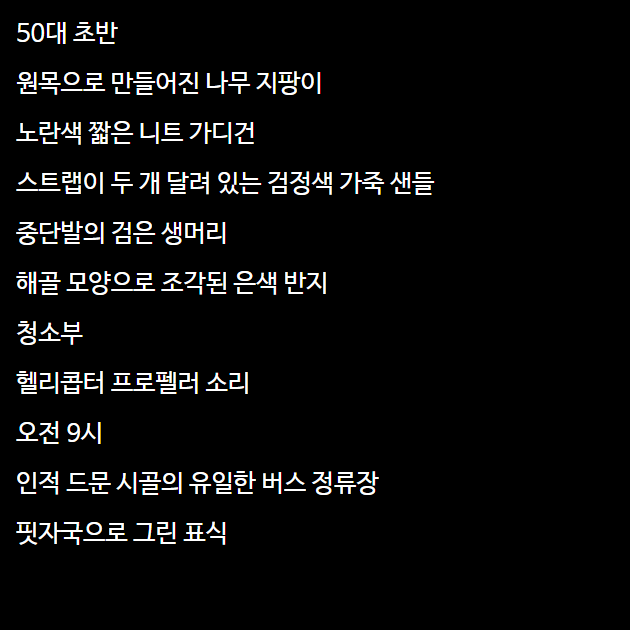 50대 초반
원목으로 만들어진 나무 지팡이
노란색 짧은 니트 가디건
스트랩이 두 개 달려 있는 검정색 가죽 샌들
중단발의 검은 생머리
해골 모양으로 조각된 은색 반지
청소부
헬리콥터 프로펠러 소리
오전 9시
인적 드문 시골의 유일한 버스 정류장
핏자국으로 그린 표식